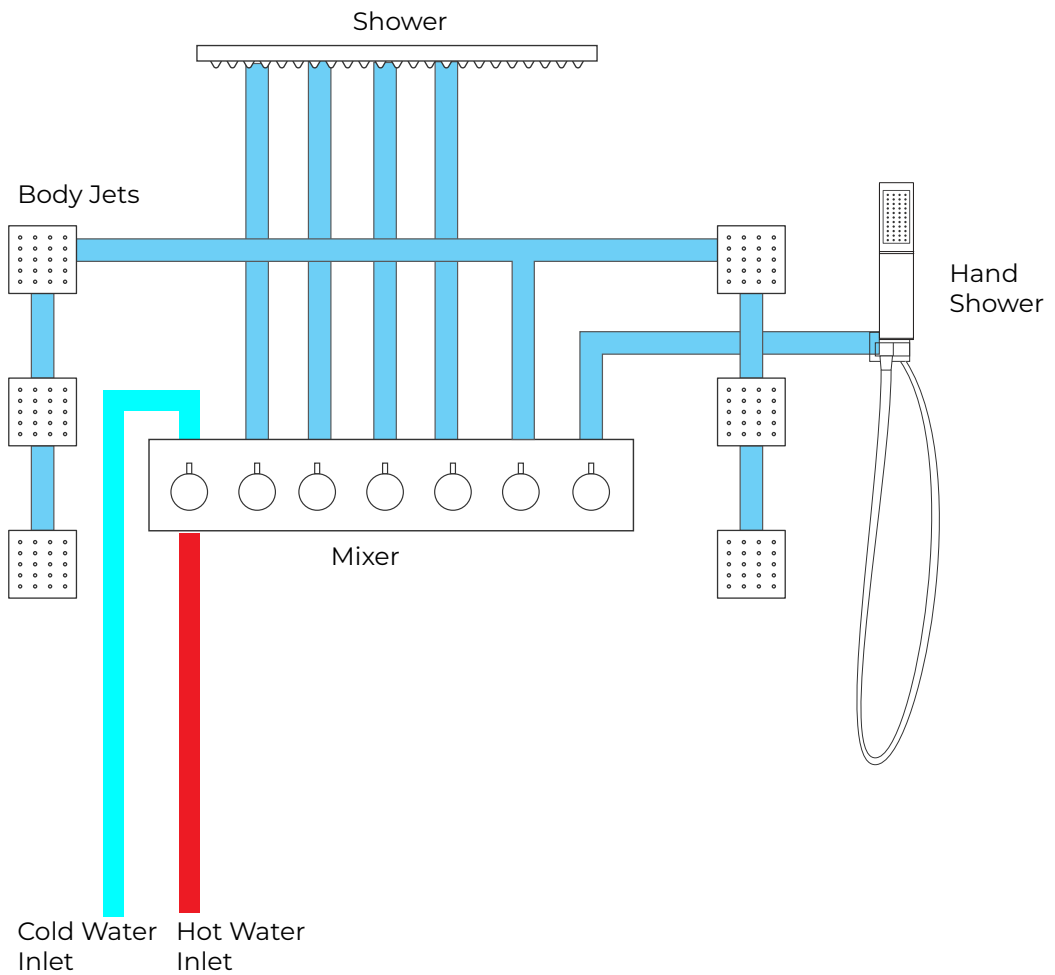 Shower
Body Jets
Hand
Shower
Mixer
Cold Water
Inlet
Hot Water
Inlet